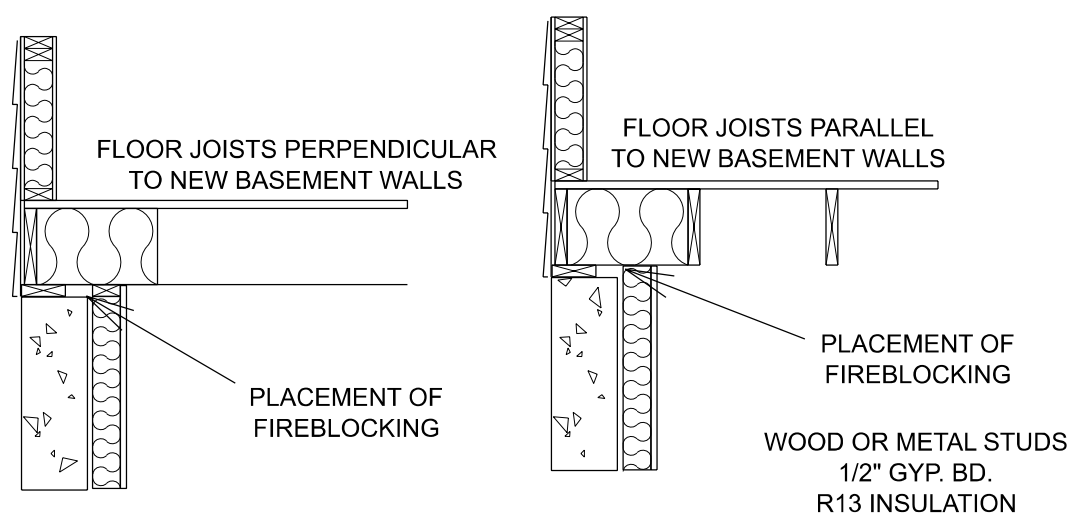 FLOOR JOISTS PERPENDICULAR
TO NEW BASEMENT WALLS
PLACEMENT OF
FIREBLOCKING
FLOOR JOISTS PARALLEL
TO NEW BASEMENT WALLS
PLACEMENT OF
FIREBLOCKING
WOOD OR METAL STUDS
1/2" GYP. BD.
R13 INSULATION